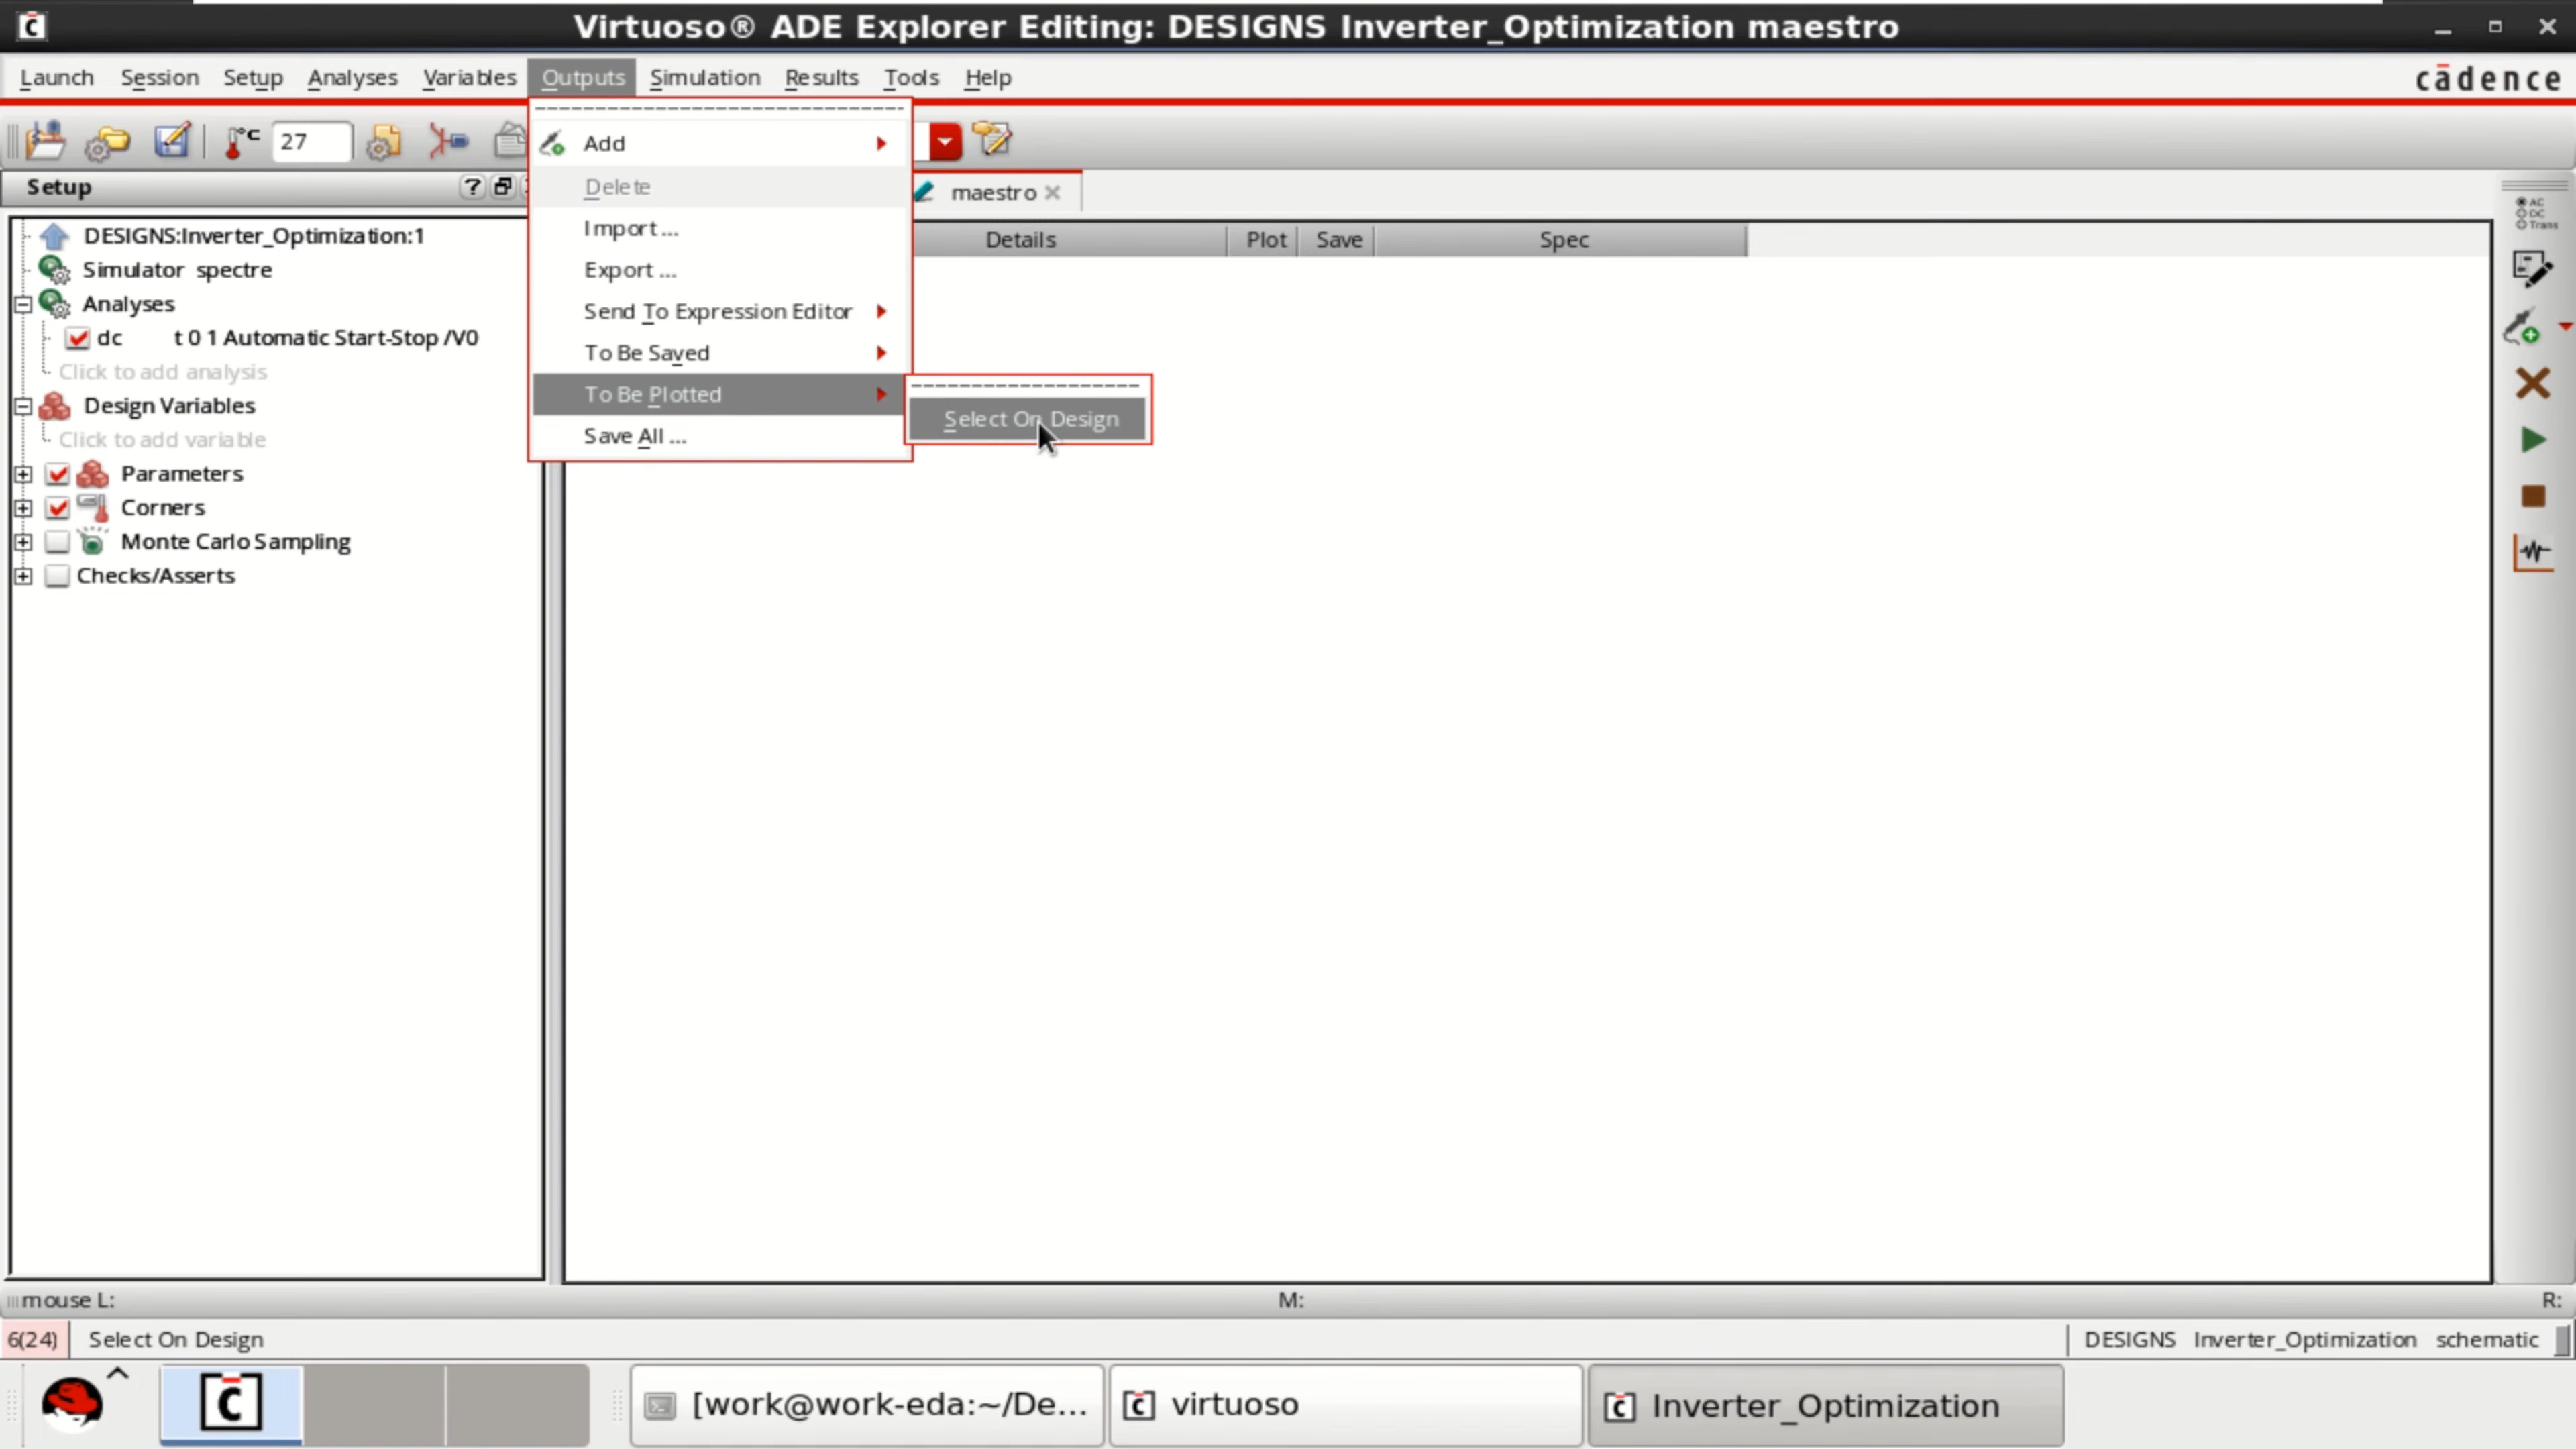 Virtuoso® ADE Explorer Editing: DESIGNS Inverter_Optimization maestro
Launch Session Setup Analyses Variables Outputs Simulation Results Tools Help
cādence
°C 27
Add
Delete
Import ...
Export ...
Send To Expression Editor
To Be Saved
To Be Plotted
Save All ...
Select On Design
Setup
?
maestro
Details Plot Save Spec
DESIGNS:Inverter_Optimization:1
Simulator spectre
Analyses
dc t 0 1 Automatic Start-Stop /V0
Click to add analysis
Design Variables
Click to add variable
Parameters
Corners
Monte Carlo Sampling
Checks/Asserts
AC
DC
Trans
mouse L: M: R:
6(24) Select On Design DESIGNS Inverter_Optimization schematic
[work@work-eda:~/De... virtuoso Inverter_Optimization